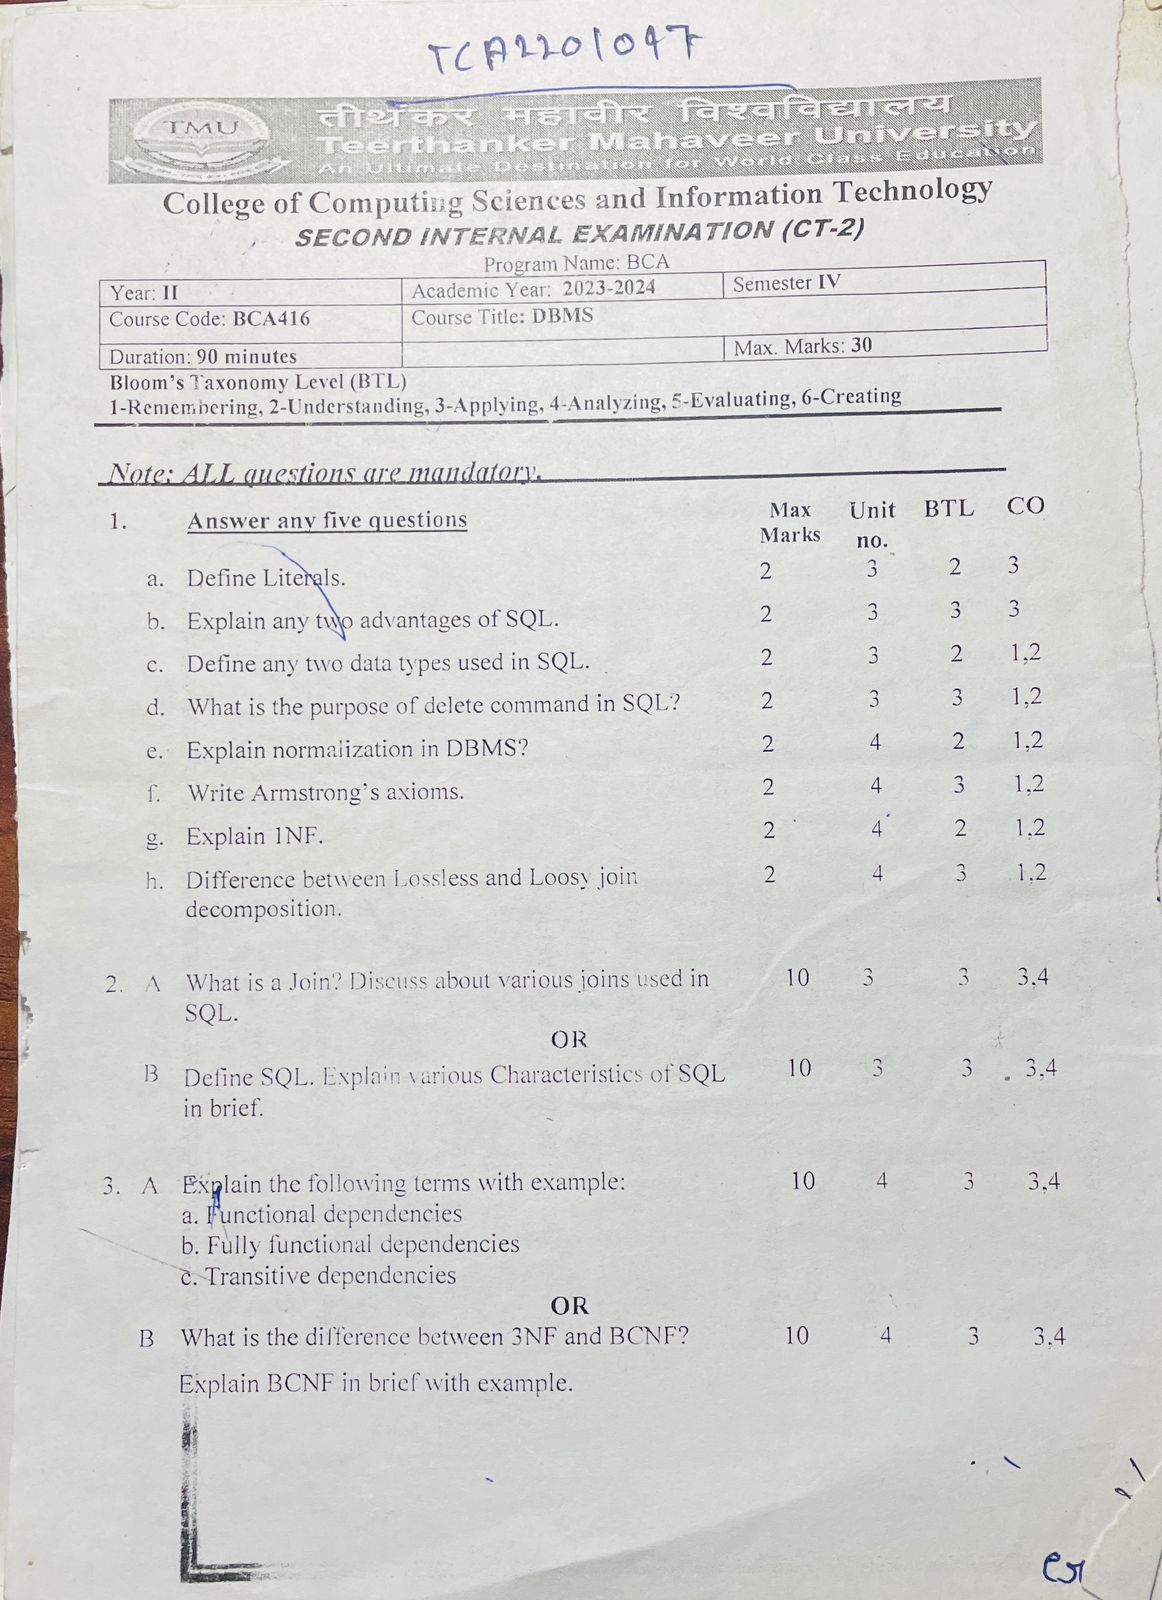 TCA2201047
TMU
तीर्थंकर महावीर विश्वविद्यालय
Teerthanker Mahaveer University
An Ultimate Destination for World Class Education
College of Computing Sciences and Information Technology
SECOND INTERNAL EXAMINATION (CT-2)
Program Name: BCA
Year: II Academic Year: 2023-2024 Semester IV
Course Code: BCA416 Course Title: DBMS
Duration: 90 minutes Max. Marks: 30
Bloom's Taxonomy Level (BTL)
1-Remembering, 2-Understanding, 3-Applying, 4-Analyzing, 5-Evaluating, 6-Creating
Note: ALL questions are mandatory.
1. Answer any five questions Max Marks Unit no. BTL CO
a. Define Literals. 2 3 2 3
b. Explain any two advantages of SQL. 2 3 3 3
c. Define any two data types used in SQL. 2 3 2 1,2
d. What is the purpose of delete command in SQL? 2 3 3 1,2
e. Explain normalization in DBMS? 2 4 2 1,2
f. Write Armstrong's axioms. 2 4 3 1,2
g. Explain 1NF. 2 4 2 1,2
h. Difference between Lossless and Loosy join 2 4 3 1,2
decomposition.
2. A What is a Join? Discuss about various joins used in 10 3 3 3,4
SQL.
OR
B Define SQL. Explain various Characteristics of SQL 10 3 3 3,4
in brief.
3. A Explain the following terms with example: 10 4 3 3,4
a. Functional dependencies
b. Fully functional dependencies
c. Transitive dependencies
OR
B What is the difference between 3NF and BCNF? 10 4 3 3,4
Explain BCNF in brief with example.